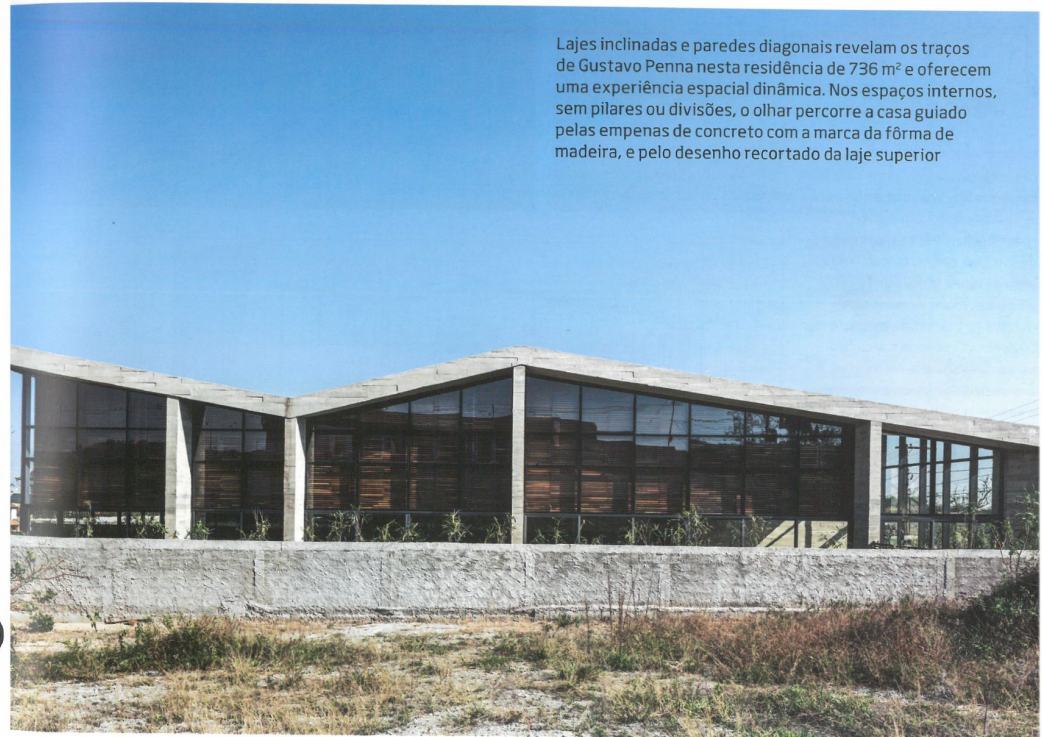 Lajes inclinadas e paredes diagonais revelam os traços
de Gustavo Penna nesta residência de 736 m² e oferecem
uma experiência espacial dinâmica. Nos espaços internos,
sem pilares ou divisões, o olhar percorre a casa guiado
pelas empenas de concreto com a marca da fôrma de
madeira, e pelo desenho recortado da laje superior